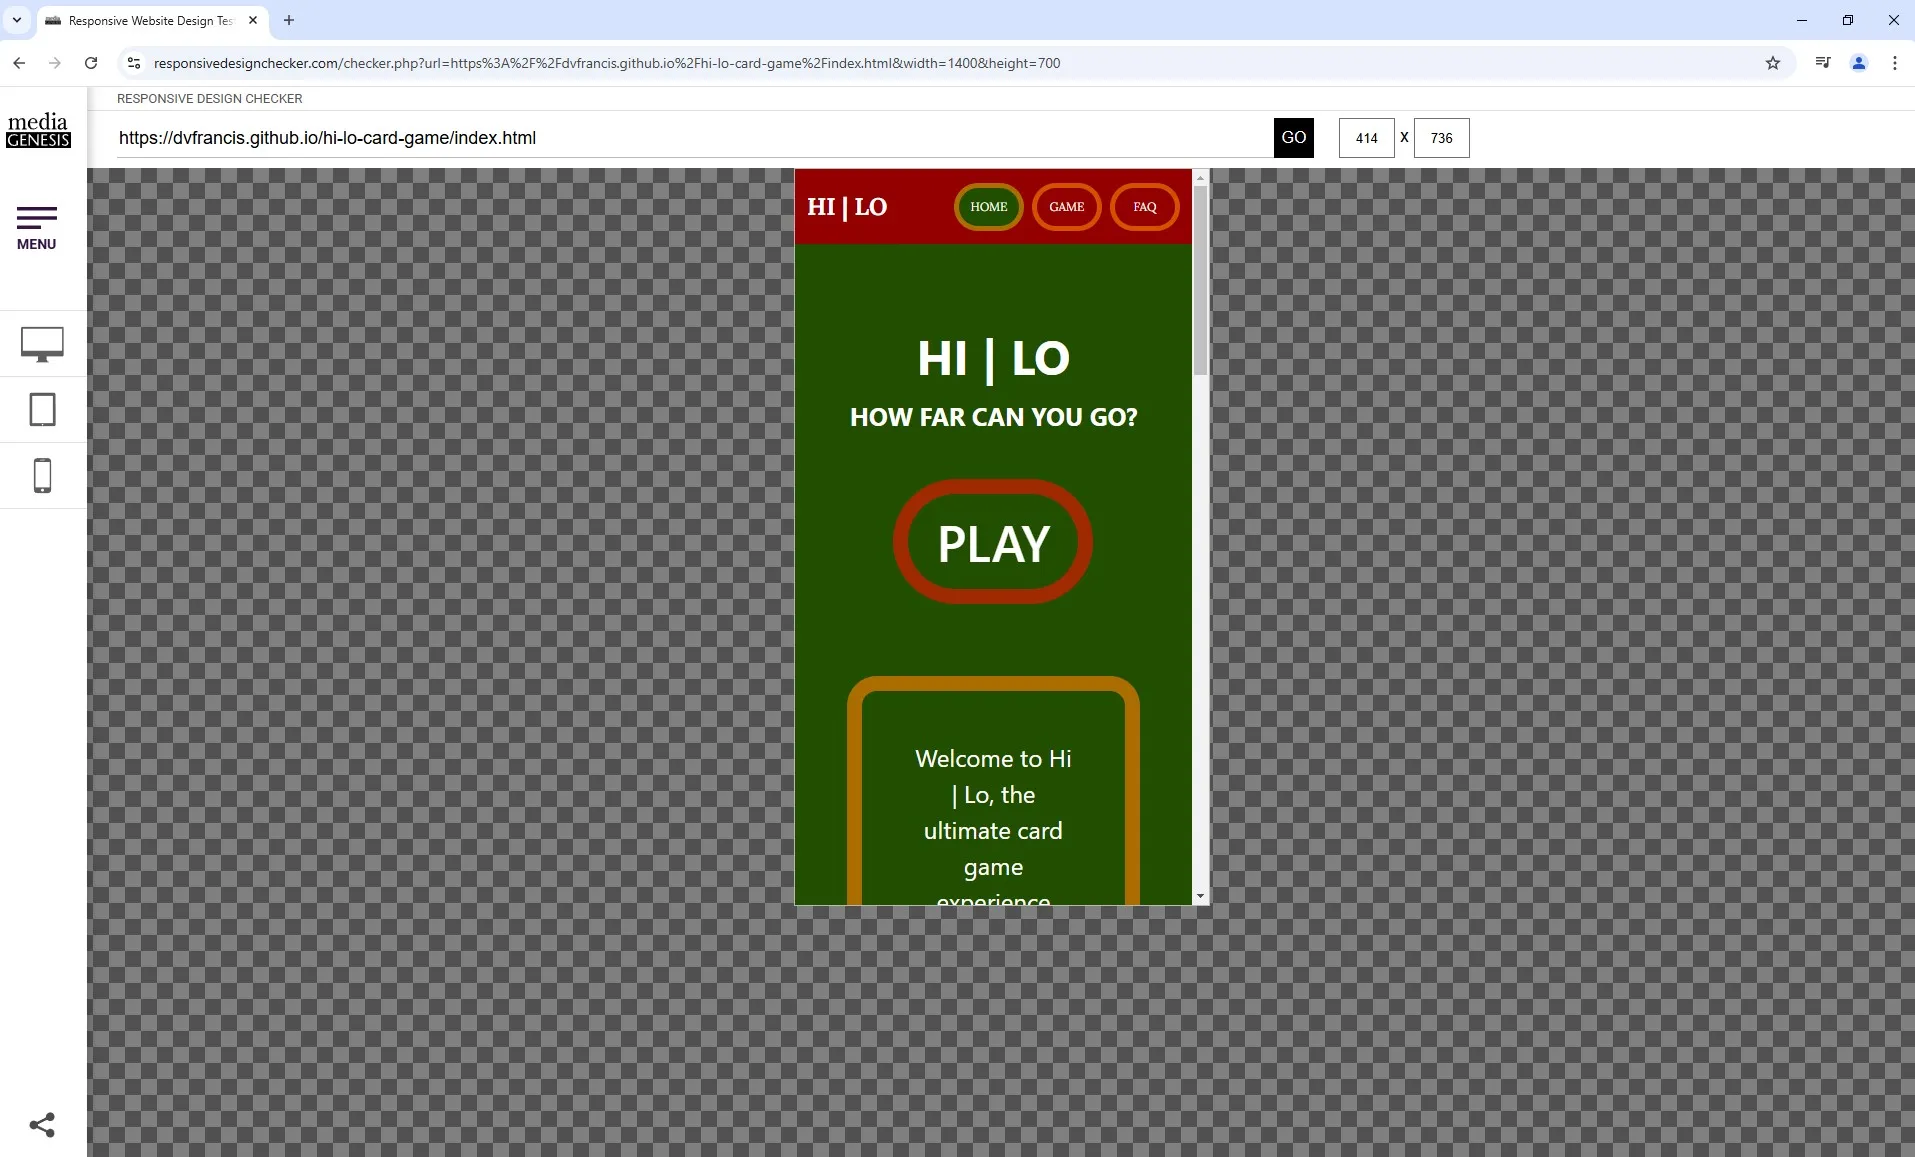 Responsive Website Design Tes
responsivedesignchecker.com/checker.php?url=https%3A%2F%2Fdvfrancis.github.io%2Fhi-lo-card-game%2Findex.html&width=1400&height=700
media
GENESIS
RESPONSIVE DESIGN CHECKER
https://dvfrancis.github.io/hi-lo-card-game/index.html
GO
414 X 736
MENU
HI | LO
HOME GAME FAQ
HI | LO
HOW FAR CAN YOU GO?
PLAY
Welcome to Hi
| Lo, the
ultimate card
game
experience